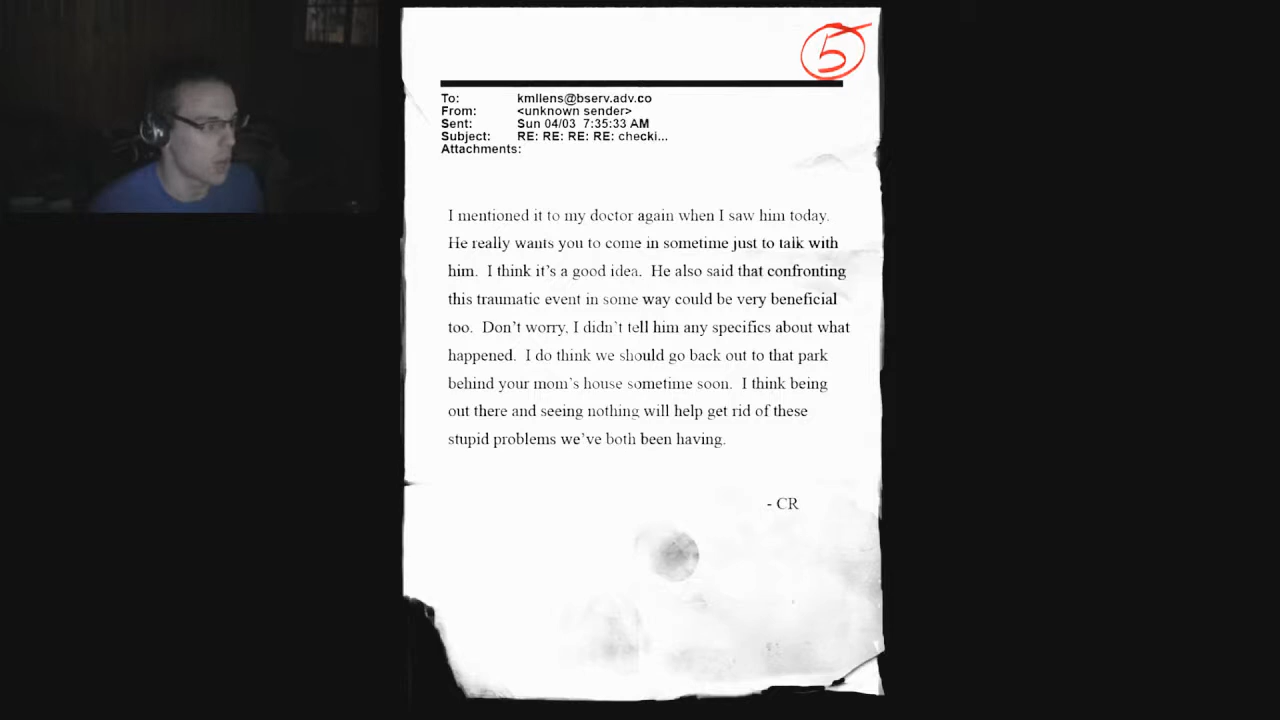 5
To: kmllens@bserv.adv.co
From: <unknown sender>
Sent: Sun 04/03 7:35:33 AM
Subject: RE: RE: RE: RE: checki...
Attachments:
I mentioned it to my doctor again when I saw him today.
He really wants you to come in sometime just to talk with
him. I think it's a good idea. He also said that confronting
this traumatic event in some way could be very beneficial
too. Don't worry, I didn't tell him any specifics about what
happened. I do think we should go back out to that park
behind your mom's house sometime soon. I think being
out there and seeing nothing will help get rid of these
stupid problems we've both been having.
- CR